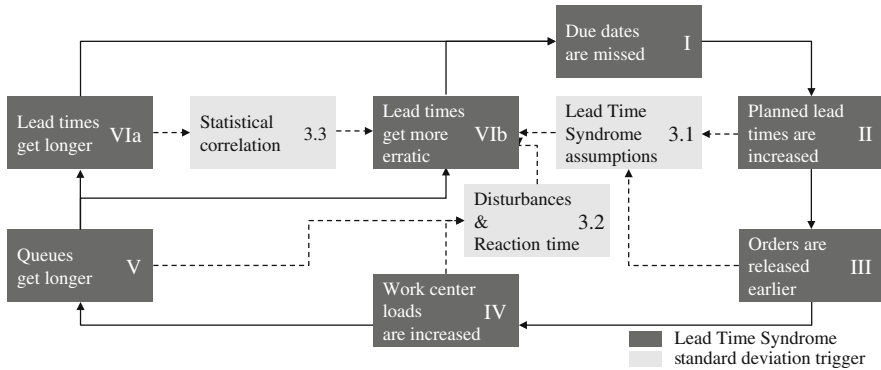 Due dates
are missed
I
Lead times
get longer
VIa
Statistical
correlation
3.3
Lead times
get more
erratic
VIb
Lead Time
Syndrome
assumptions
3.1
Planned lead
times are
increased
II
Disturbances
&
Reaction time
3.2
Queues
get longer
V
Orders are
released
earlier
III
Work center
loads
are increased
IV
Lead Time Syndrome
standard deviation trigger